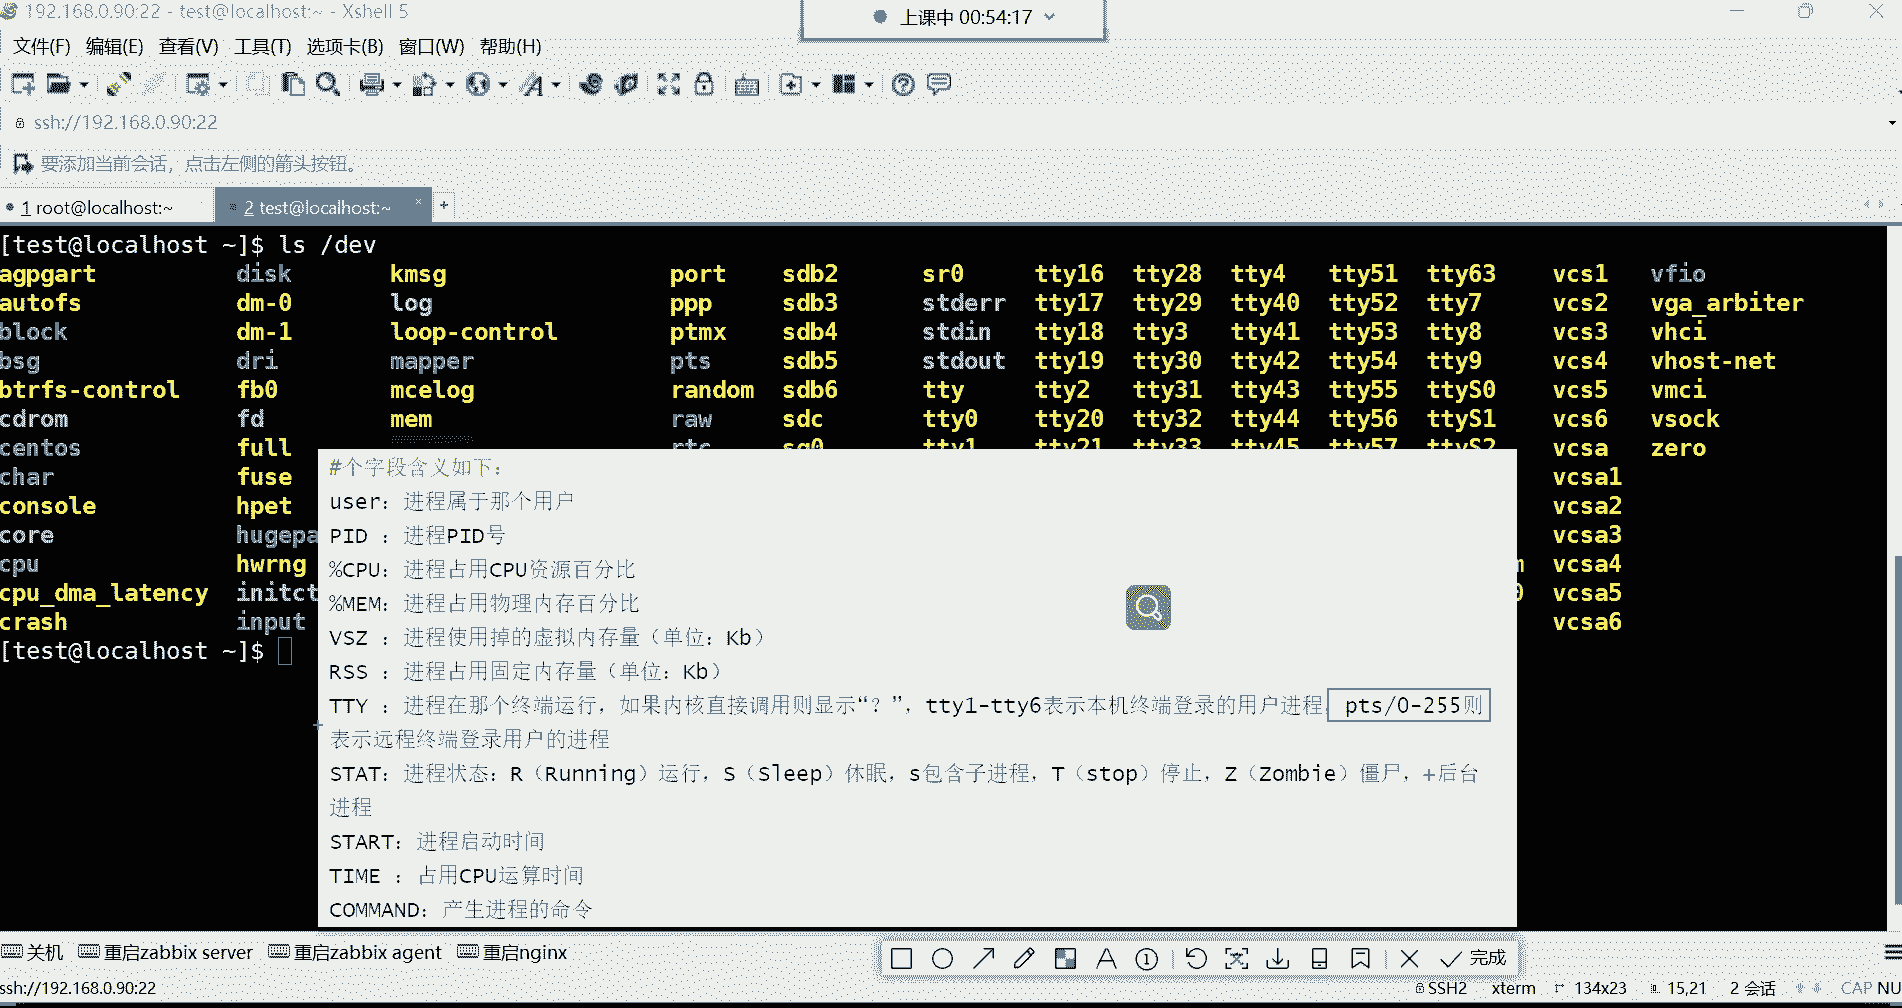 192.168.0.90:22 - test@localhost:~ - Xshell 5
上课中 00:54:17
文件(F) 编辑(E) 查看(V) 工具(T) 选项卡(B) 窗口(W) 帮助(H)
ssh://192.168.0.90:22
要添加当前会话，点击左侧的箭头按钮。
1 root@localhost:~ 2 test@localhost:~
[test@localhost ~]$ ls /dev
agpgart disk kmsg port sdb2 sr0 tty16 tty28 tty4 tty51 tty63 vcs1 vfio
autofs dm-0 log ppp sdb3 stderr tty17 tty29 tty40 tty52 tty7 vcs2 vga_arbiter
block dm-1 loop-control ptmx sdb4 stdin tty18 tty3 tty41 tty53 tty8 vcs3 vhci
bsg dri mapper pts sdb5 stdout tty19 tty30 tty42 tty54 tty9 vcs4 vhost-net
btrfs-control fb0 mcelog random sdb6 tty tty2 tty31 tty43 tty55 ttyS0 vcs5 vmci
cdrom fd mem raw sdc tty0 tty20 tty32 tty44 tty56 ttyS1 vcs6 vsock
centos full rtc sg0 tty1 tty21 tty33 tty45 tty57 ttyS2 vcsa zero
char fuse vcsa1
console hpet vcsa2
core hugepa vcsa3
cpu hwrng vcsa4
cpu_dma_latency initct vcsa5
crash input vcsa6
[test@localhost ~]$
#个字段含义如下：
user：进程属于那个用户
PID ：进程PID号
%CPU：进程占用CPU资源百分比
%MEM：进程占用物理内存百分比
VSZ ：进程使用掉的虚拟内存量（单位：Kb）
RSS ：进程占用固定内存量（单位：Kb）
TTY ：进程在那个终端运行，如果内核直接调用则显示“？”，tty1-tty6表示本机终端登录的用户进程，pts/0-255则
表示远程终端登录用户的进程
STAT：进程状态：R（Running）运行，S（Sleep）休眠，s包含子进程，T（stop）停止，Z（Zombie）僵尸，+后台
进程
START：进程启动时间
TIME ：占用CPU运算时间
COMMAND：产生进程的命令
关机 重启zabbix server 重启zabbix agent 重启nginx
完成
ssh://192.168.0.90:22 SSH2 xterm 134x23 15,21 2 会话 CAP NU